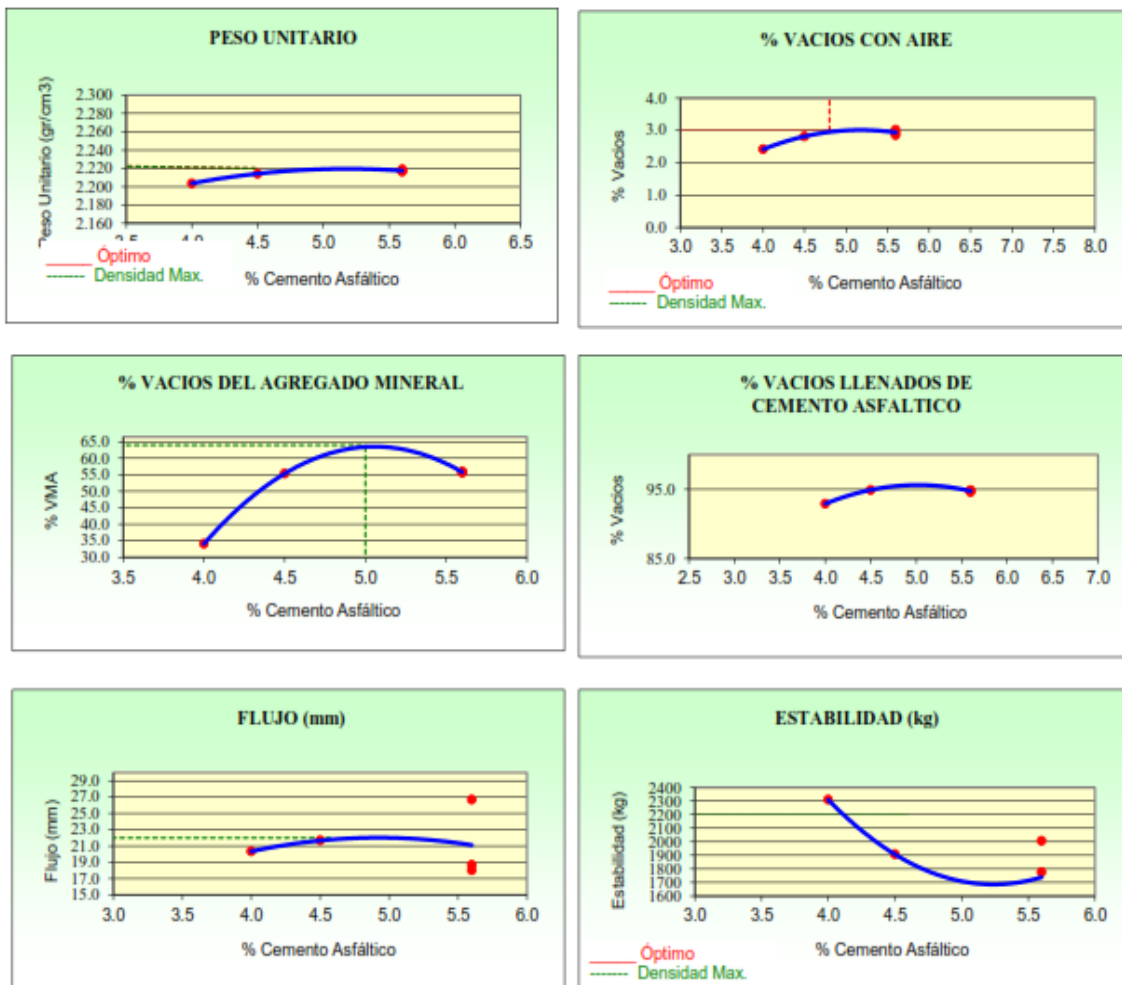 PESO UNITARIO
Peso Unitario (gr/cm3)
2.300
2.280
2.260
2.240
2.220
2.200
2.180
2.160
4.5 5.0 5.5 6.0 6.5
Óptimo
Densidad Max.
% Cemento Asfáltico
% VACIOS CON AIRE
% Vacios
4.0
3.0
2.0
1.0
0.0
3.0 3.5 4.0 4.5 5.0 5.5 6.0 6.5 7.0 7.5 8.0
Óptimo
Densidad Max.
% Cemento Asfáltico
% VACIOS DEL AGREGADO MINERAL
% VMA
65.0
60.0
55.0
50.0
45.0
40.0
35.0
30.0
3.5 4.0 4.5 5.0 5.5 6.0
% Cemento Asfáltico
% VACIOS LLENADOS DE
CEMENTO ASFALTICO
% Vacios
95.0
85.0
2.5 3.0 3.5 4.0 4.5 5.0 5.5 6.0 6.5 7.0
% Cemento Asfáltico
FLUJO (mm)
Flujo (mm)
29.0
27.0
25.0
23.0
21.0
19.0
17.0
15.0
3.0 3.5 4.0 4.5 5.0 5.5 6.0
% Cemento Asfáltico
ESTABILIDAD (kg)
Estabilidad (kg)
2400
2300
2200
2100
2000
1900
1800
1700
1600
3.0 3.5 4.0 4.5 5.0 5.5 6.0
% Cemento Asfáltico
Óptimo
Densidad Max.